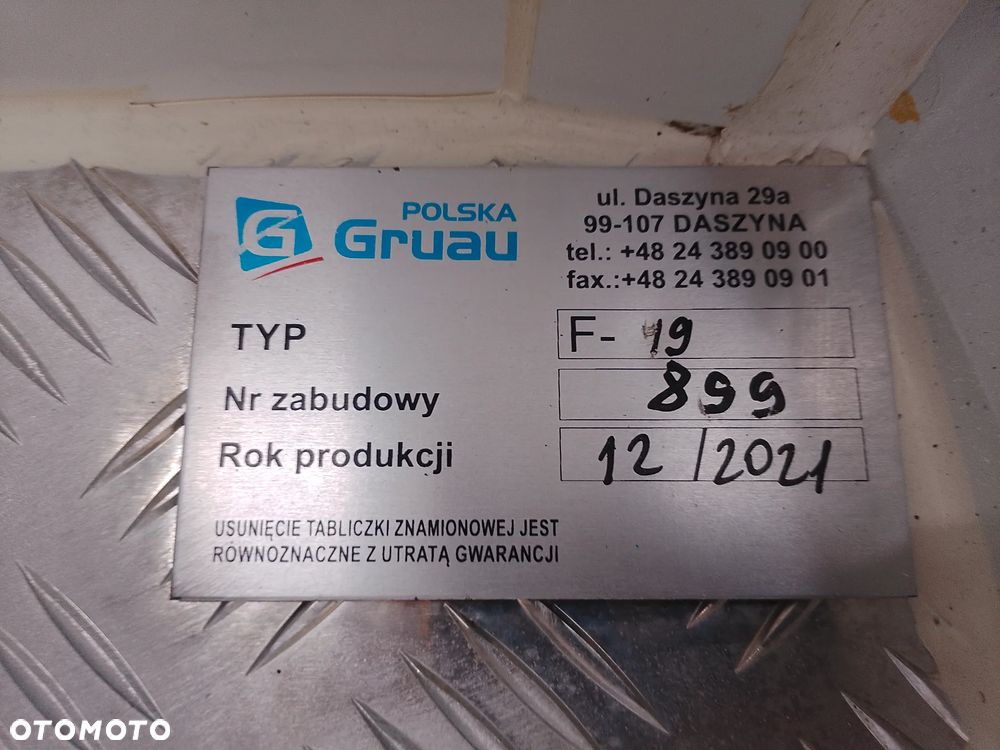 POLSKA
Gruau
ul. Daszyna 29a
99-107 DASZYNA
tel.: +48 24 389 09 00
fax.:+48 24 389 09 01
TYP F- 19
Nr zabudowy 899
Rok produkcji 12/2021
USUNIĘCIE TABLICZKI ZNAMIONOWEJ JEST
RÓWNOZNACZNE Z UTRATĄ GWARANCJI
OTOMOTO